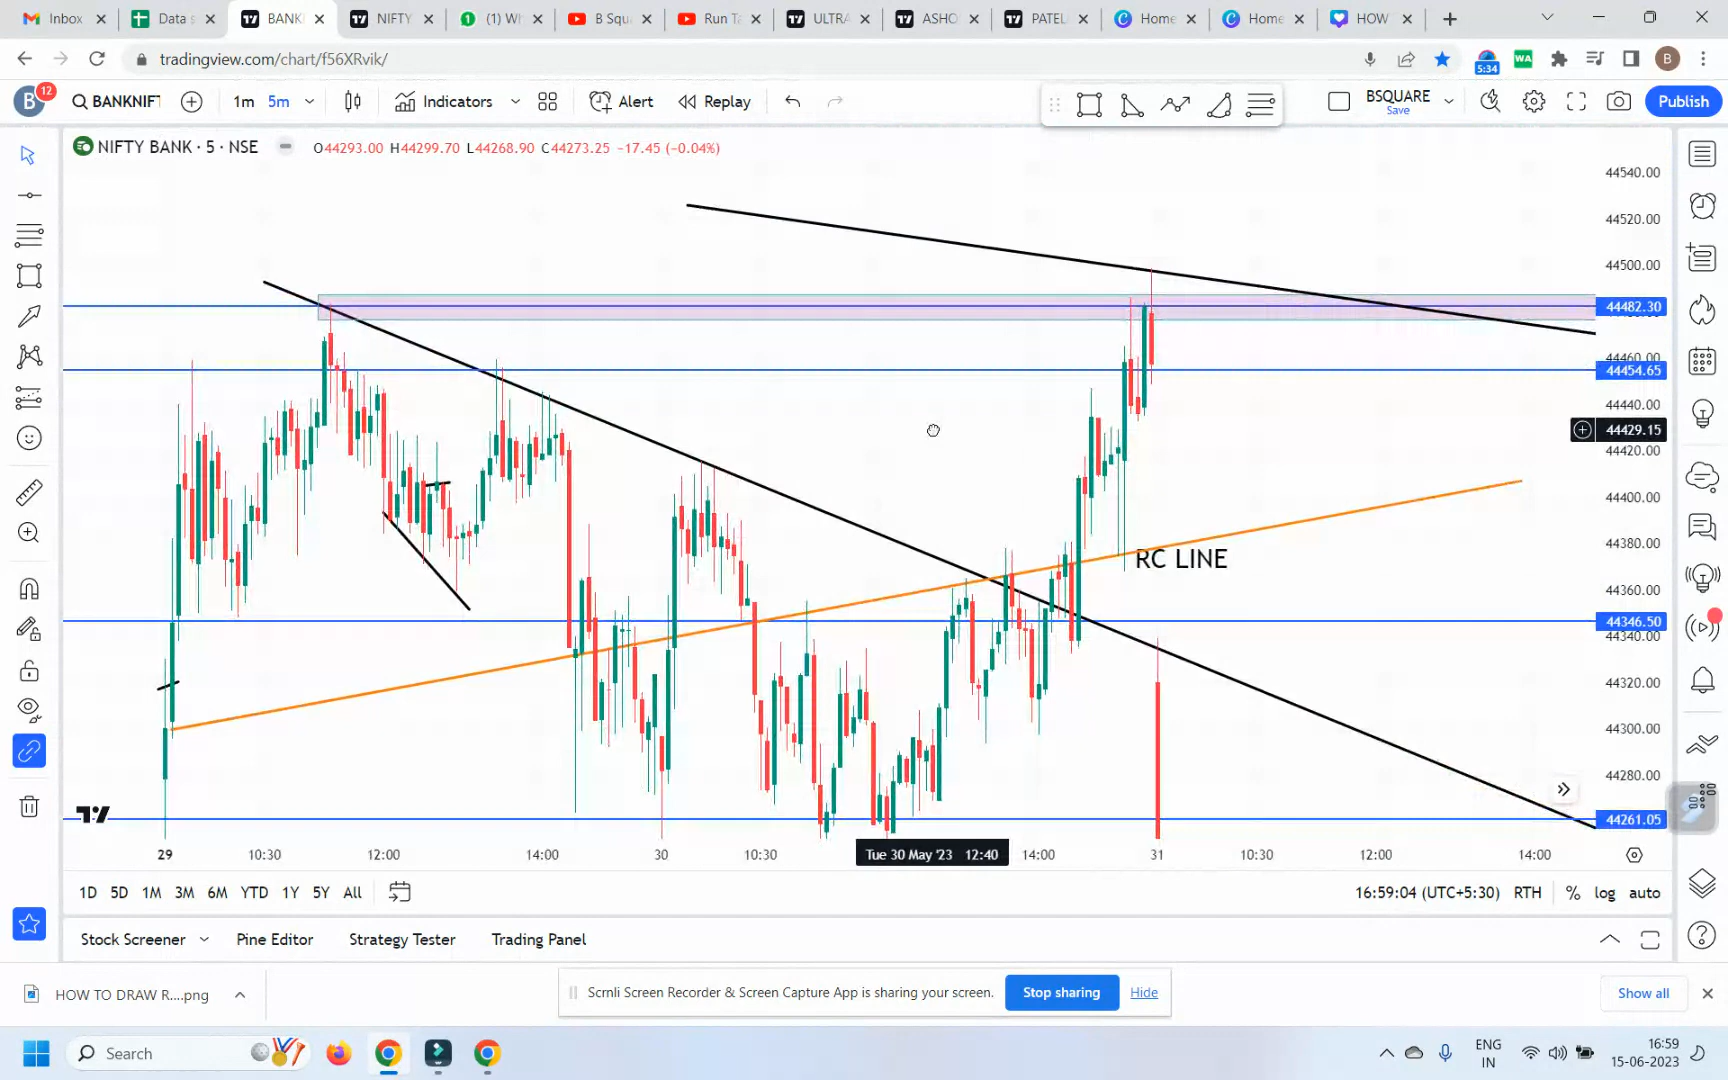 Inbox
Data s
BANK
NIFTY
(1) Wh
B Squ
Run T
ULTRA
ASHO
PATEL
Home
Home
HOW
tradingview.com/chart/f56XRvik/
5:34
WA
B
B
12
BANKNIFT
1m
5m
Indicators
Alert
Replay
BSQUARE
Save
Publish
NIFTY BANK · 5 · NSE
O44293.00 H44299.70 L44268.90 C44273.25 −17.45 (−0.04%)
44540.00
44520.00
44500.00
44482.30
44460.00
44454.65
44440.00
44429.15
44420.00
44400.00
44380.00
RC LINE
44360.00
44346.50
44340.00
44320.00
44300.00
44280.00
44261.05
29
10:30
12:00
14:00
30
10:30
Tue 30 May '23 12:40
14:00
31
10:30
12:00
14:00
1D 5D 1M 3M 6M YTD 1Y 5Y All
16:59:04 (UTC+5:30) RTH % log auto
Stock Screener
Pine Editor
Strategy Tester
Trading Panel
HOW TO DRAW R....png
Scrnli Screen Recorder & Screen Capture App is sharing your screen.
Stop sharing
Hide
Show all
Search
ENG
IN
16:59
15-06-2023